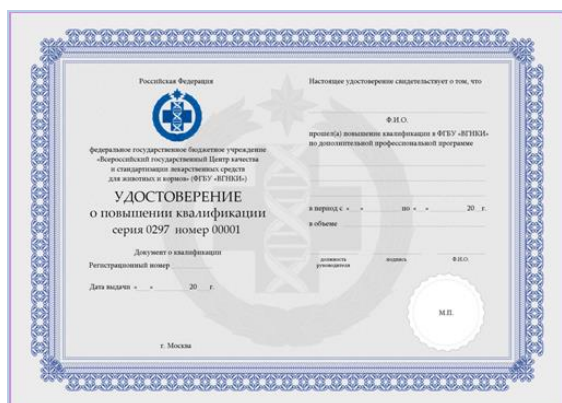 Российская Федерация
федеральное государственное бюджетное учреждение
«Всероссийский государственный Центр качества
и стандартизации лекарственных средств
для животных и кормов» (ФГБУ «ВГНКИ»)
УДОСТОВЕРЕНИЕ
о повышении квалификации
серия 0297 номер 00001
Документ о квалификации
Регистрационный номер
Дата выдачи « » 20 г.
г. Москва
Настоящее удостоверение свидетельствует о том, что
Ф.И.О.
прошел(а) повышении квалификации в ФГБУ «ВГНКИ»
по дополнительной профессиональной программе
в период с « » по « » 20 г.
в объеме
должность подпись Ф.И.О.
руководителя
М.П.